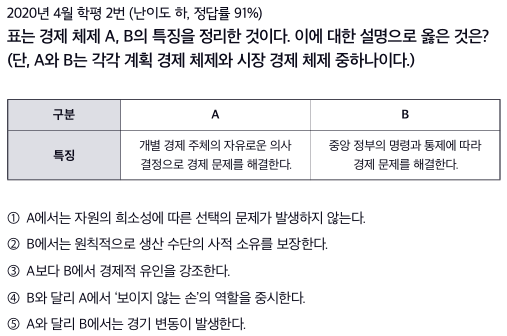 2020년 4월 학평 2번 (난이도 하, 정답률 91%)
표는 경제 체제 A, B의 특징을 정리한 것이다. 이에 대한 설명으로 옳은 것은?
(단, A와 B는 각각 계획 경제 체제와 시장 경제 체제 중하나이다.)
구분 A B
특징 개별 경제 주체의 자유로운 의사 결정으로 경제 문제를 해결한다. 중앙 정부의 명령과 통제에 따라 경제 문제를 해결한다.
① A에서는 자원의 희소성에 따른 선택의 문제가 발생하지 않는다.
② B에서는 원칙적으로 생산 수단의 사적 소유를 보장한다.
③ A보다 B에서 경제적 유인을 강조한다.
④ B와 달리 A에서 ‘보이지 않는 손’의 역할을 중시한다.
⑤ A와 달리 B에서는 경기 변동이 발생한다.